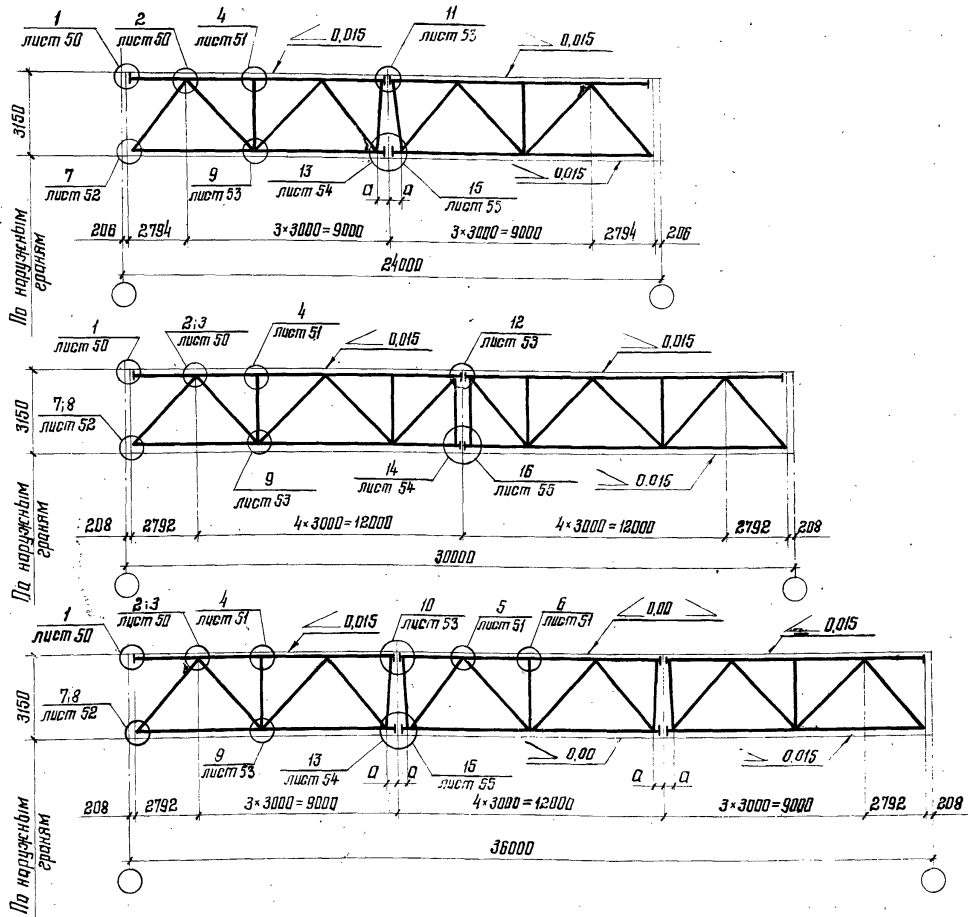 1
лист 50
2
лист 50
4
лист 51
0,015
11
лист 53
0,015
3150
7
лист 52
9
лист 53
13
лист 54
а
а
15
лист 55
0,015
По наружным
граням
206
2794
3×3000=9000
3×3000=9000
2794
206
24000
1
лист 50
2;3
лист 50
4
лист 51
0,015
12
лист 53
0,015
3150
7;8
лист 52
9
лист 53
14
лист 54
16
лист 55
0.015
По наружным
граням
208
2792
4×3000=12000
4×3000=12000
2792
208
30000
1
лист 50
2;3
лист 50
4
лист 51
0,015
10
лист 53
5
лист 51
6
лист 51
0,00
0,015
3150
7;8
лист 52
9
лист 53
13
лист 54
а
а
15
лист 55
0,00
а
а
0,015
По наружным
граням
208
2792
3×3000=9000
4×3000=12000
3×3000=9000
2792
208
36000